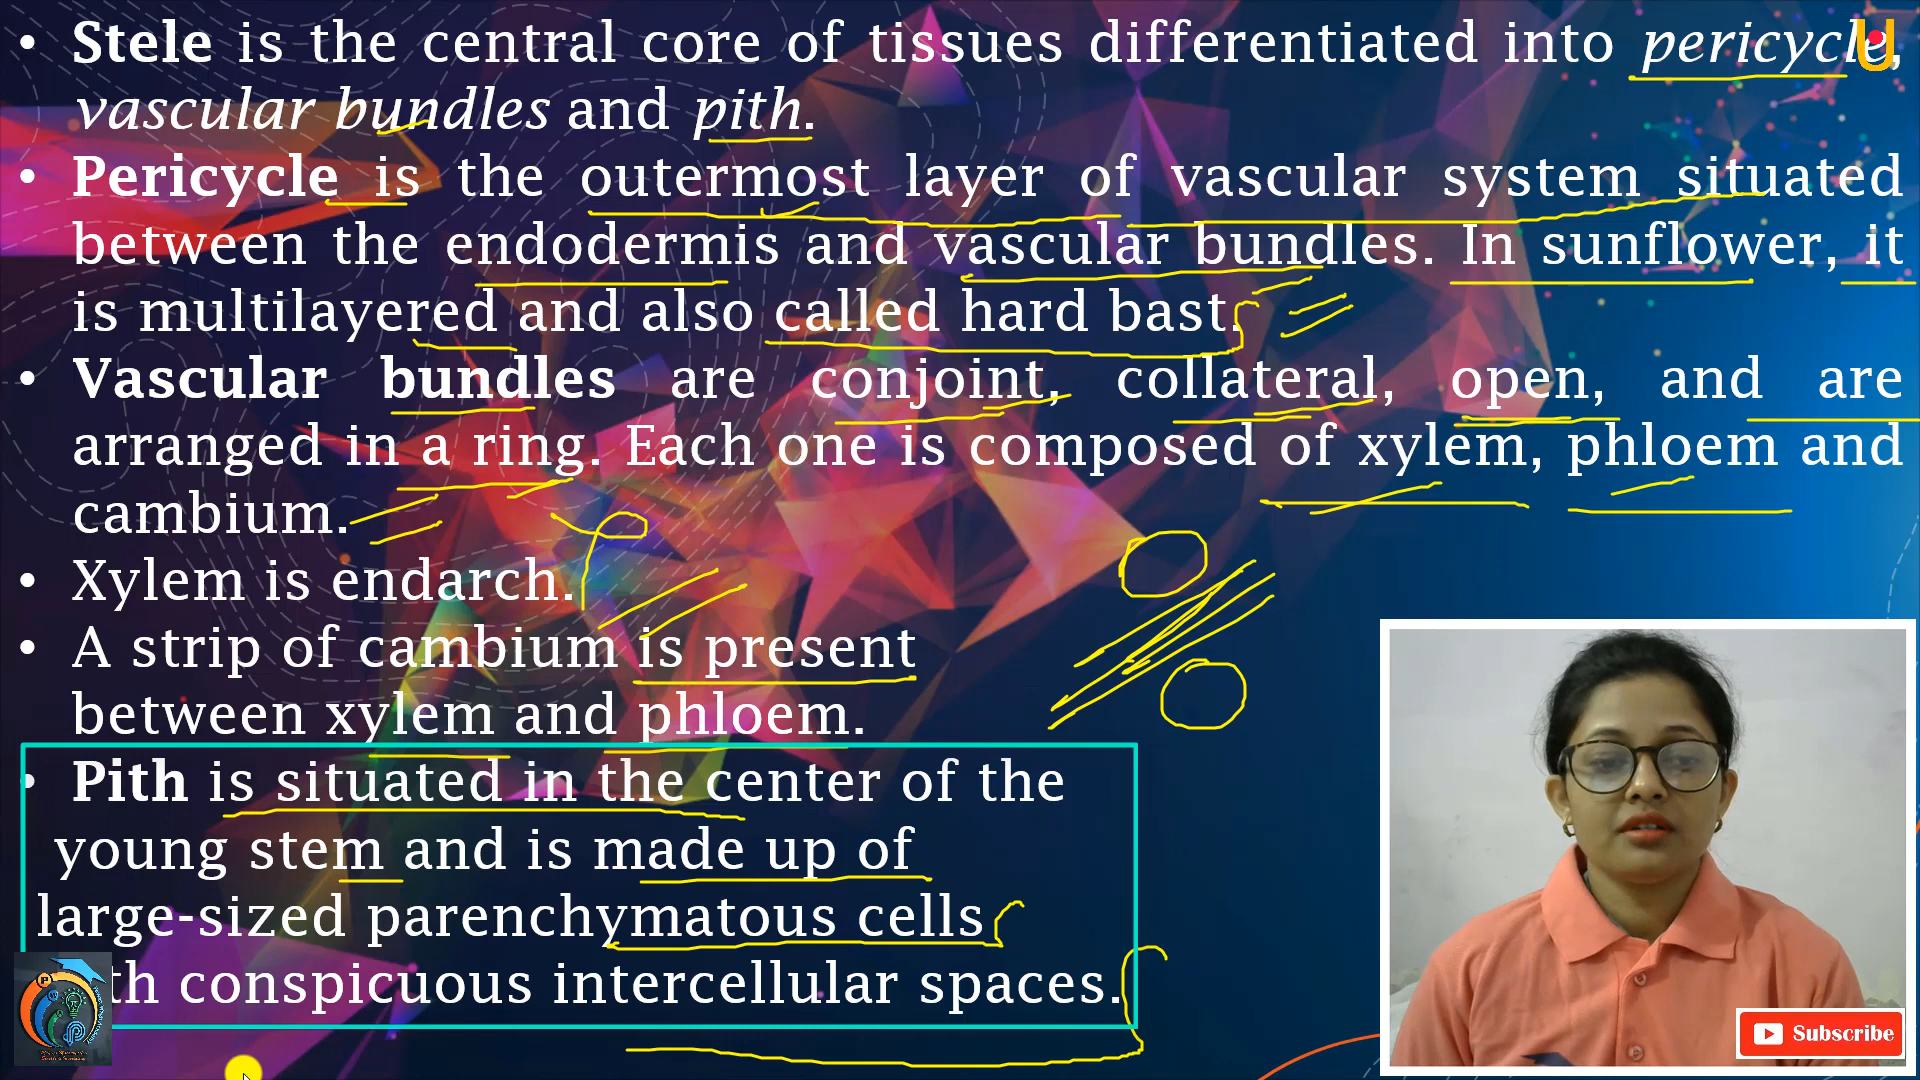 • Stele is the central core of tissues differentiated into pericycle,
vascular bundles and pith.
• Pericycle is the outermost layer of vascular system situated
between the endodermis and vascular bundles. In sunflower, it
is multilayered and also called hard bast.
• Vascular bundles are conjoint, collateral, open, and are
arranged in a ring. Each one is composed of xylem, phloem and
cambium.
• Xylem is endarch.
• A strip of cambium is present
between xylem and phloem.
• Pith is situated in the center of the
young stem and is made up of
large-sized parenchymatous cells
th conspicuous intercellular spaces.
Subscribe